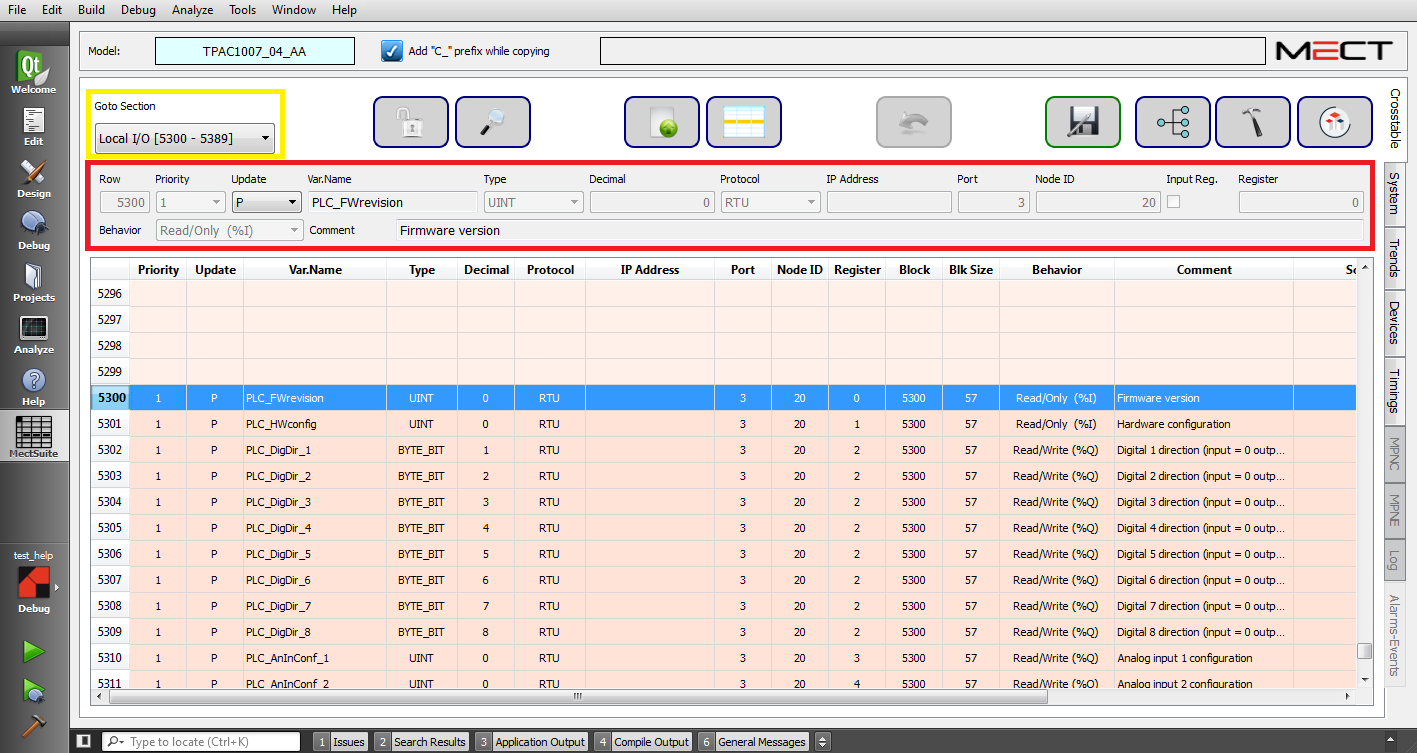 File Edit Build Debug Analyze Tools Window Help
Model: TPAC1007_04_AA Add "C_" prefix while copying MECT
Qt
Welcome
Edit
Design
Debug
Projects
Analyze
Help
MectSuite
test_help
Debug
Goto Section
Local I/O [5300 - 5389]
Row Priority Update Var.Name Type Decimal Protocol IP Address Port Node ID Input Reg. Register
5300 1 P PLC_FWrevision UINT 0 RTU 3 20 0
Behavior Read/Only (%I) Comment Firmware version
Priority Update Var.Name Type Decimal Protocol IP Address Port Node ID Register Block Blk Size Behavior Comment
5296
5297
5298
5299
5300 1 P PLC_FWrevision UINT 0 RTU 3 20 0 5300 57 Read/Only (%I) Firmware version
5301 1 P PLC_HWconfig UINT 0 RTU 3 20 1 5300 57 Read/Only (%I) Hardware configuration
5302 1 P PLC_DigDir_1 BYTE_BIT 1 RTU 3 20 2 5300 57 Read/Write (%Q) Digital 1 direction (input = 0 outp...
5303 1 P PLC_DigDir_2 BYTE_BIT 2 RTU 3 20 2 5300 57 Read/Write (%Q) Digital 2 direction (input = 0 outp...
5304 1 P PLC_DigDir_3 BYTE_BIT 3 RTU 3 20 2 5300 57 Read/Write (%Q) Digital 3 direction (input = 0 outp...
5305 1 P PLC_DigDir_4 BYTE_BIT 4 RTU 3 20 2 5300 57 Read/Write (%Q) Digital 4 direction (input = 0 outp...
5306 1 P PLC_DigDir_5 BYTE_BIT 5 RTU 3 20 2 5300 57 Read/Write (%Q) Digital 5 direction (input = 0 outp...
5307 1 P PLC_DigDir_6 BYTE_BIT 6 RTU 3 20 2 5300 57 Read/Write (%Q) Digital 6 direction (input = 0 outp...
5308 1 P PLC_DigDir_7 BYTE_BIT 7 RTU 3 20 2 5300 57 Read/Write (%Q) Digital 7 direction (input = 0 outp...
5309 1 P PLC_DigDir_8 BYTE_BIT 8 RTU 3 20 2 5300 57 Read/Write (%Q) Digital 8 direction (input = 0 outp...
5310 1 P PLC_AnInConf_1 UINT 0 RTU 3 20 3 5300 57 Read/Write (%Q) Analog input 1 configuration
5311 1 P PLC_AnInConf_2 UINT 0 RTU 3 20 4 5300 57 Read/Write (%Q) Analog input 2 configuration
Crosstable
System
Trends
Devices
Timings
MPNC
MPNE
Log
Alarms-Events
Type to locate (Ctrl+K) 1 Issues 2 Search Results 3 Application Output 4 Compile Output 6 General Messages